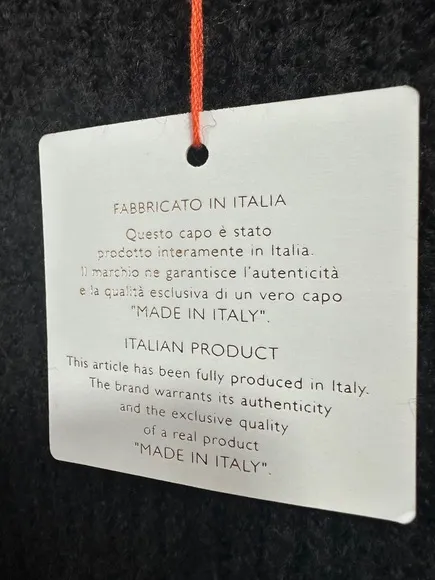 FABBRICATO IN ITALIA
Questo capo è stato
prodotto interamente in Italia.
Il marchio ne garantisce l'autenticità
e la qualità esclusiva di un vero capo
"MADE IN ITALY".
ITALIAN PRODUCT
This article has been fully produced in Italy.
The brand warrants its authenticity
and the exclusive quality
of a real product
"MADE IN ITALY".